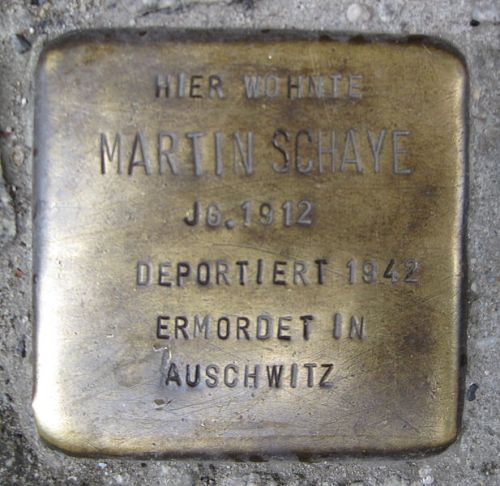 HIER WOHNTE
MARTIN SCHAYE
JG. 1912
DEPORTIERT 1942
ERMORDET IN
AUSCHWITZ